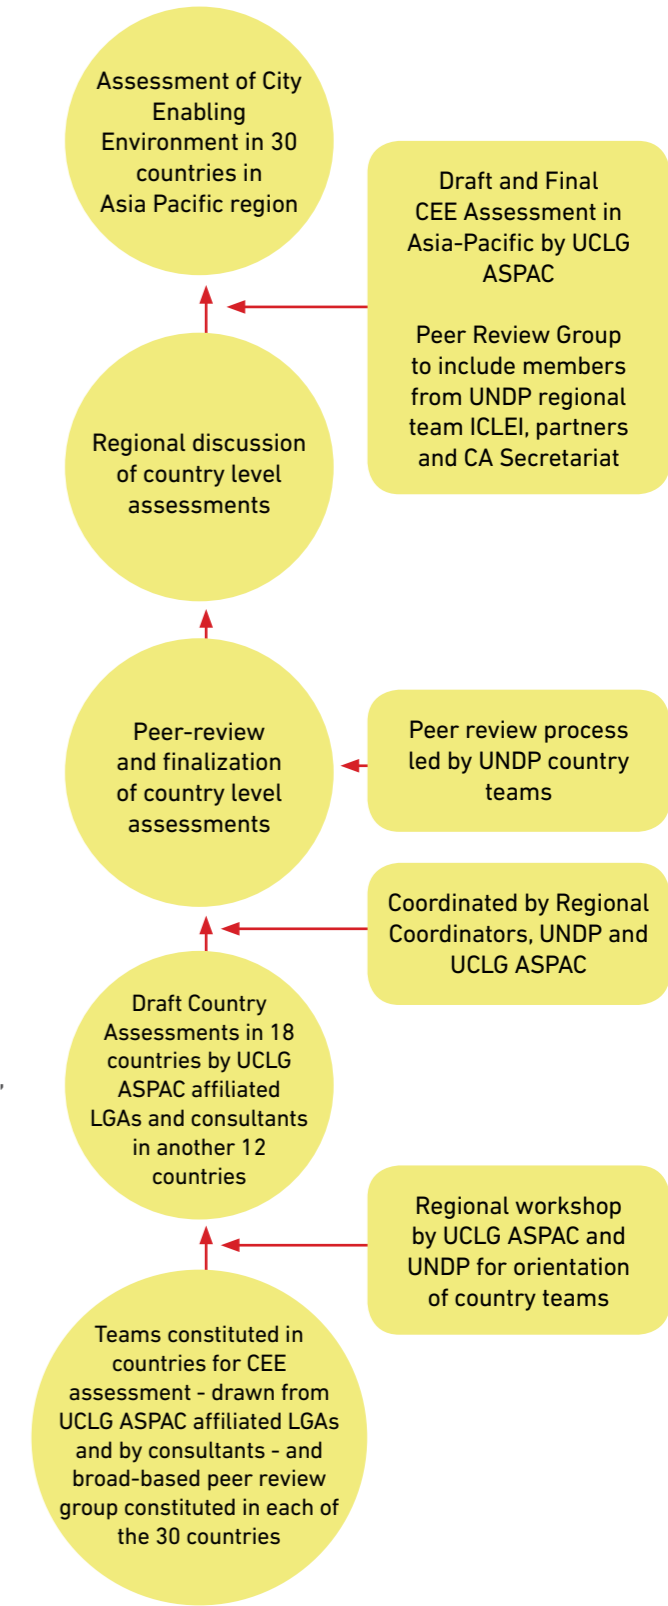 Assessment of City
Enabling
Environment in 30
countries in
Asia Pacific region
Draft and Final
CEE Assessment in
Asia-Pacific by UCLG
ASPAC
Peer Review Group
to include members
from UNDP regional
team ICLEI, partners
and CA Secretariat
Regional discussion
of country level
assessments
Peer-review
and finalization
of country level
assessments
Peer review process
led by UNDP country
teams
Coordinated by Regional
Coordinators, UNDP and
UCLG ASPAC
Draft Country
Assessments in 18
countries by UCLG
ASPAC affiliated
LGAs and consultants
in another 12
countries
,
Regional workshop
by UCLG ASPAC and
UNDP for orientation
of country teams
Teams constituted in
countries for CEE
assessment - drawn from
UCLG ASPAC affiliated LGAs
and by consultants - and
broad-based peer review
group constituted in each of
the 30 countries